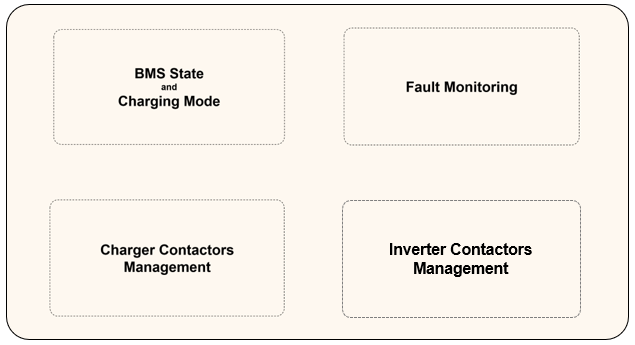 BMS State
and
Charging Mode
Fault Monitoring
Charger Contactors
Management
Inverter Contactors
Management